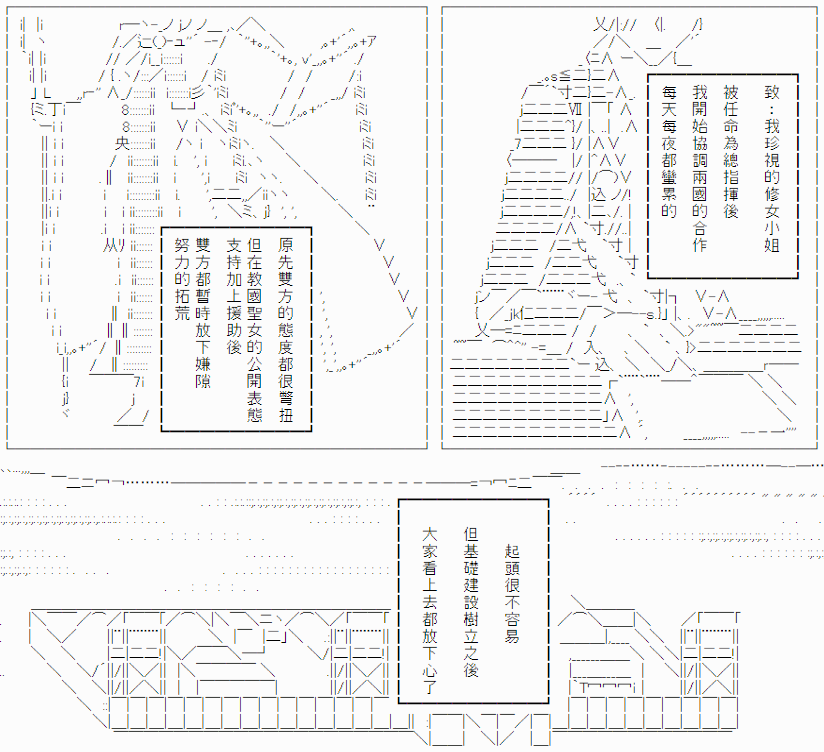 致：我珍視的修女小姐
被任命為總指揮後
我開始協調兩國的合作
每天每夜都蠻累的
原先雙方的態度都很彆扭
但在教國聖女的公開表態
支持加上援助後
雙方都暫時放下嫌隙
努力的拓荒
起頭很不容易
但基礎建設樹立之後
大家看上去都放下心了